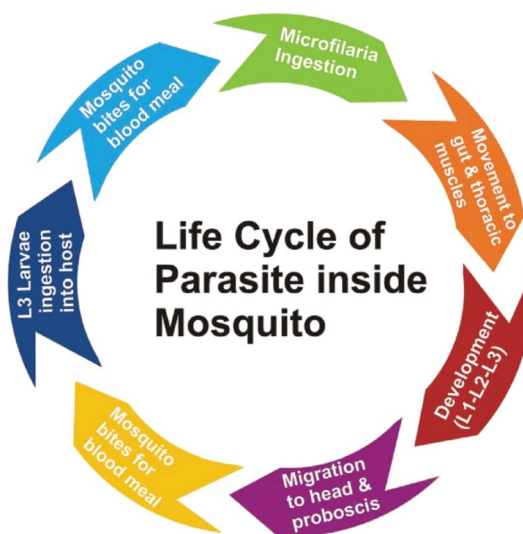 Life Cycle of
Parasite inside
Mosquito
Microfilaria
Ingestion
Movement to
gut & thoracic
muscles
Development
(L1-L2-L3)
Migration
to head &
proboscis
Mosquito
bites for
blood meal
L3 Larvae
ingestion
into host
Mosquito
bites for
blood meal